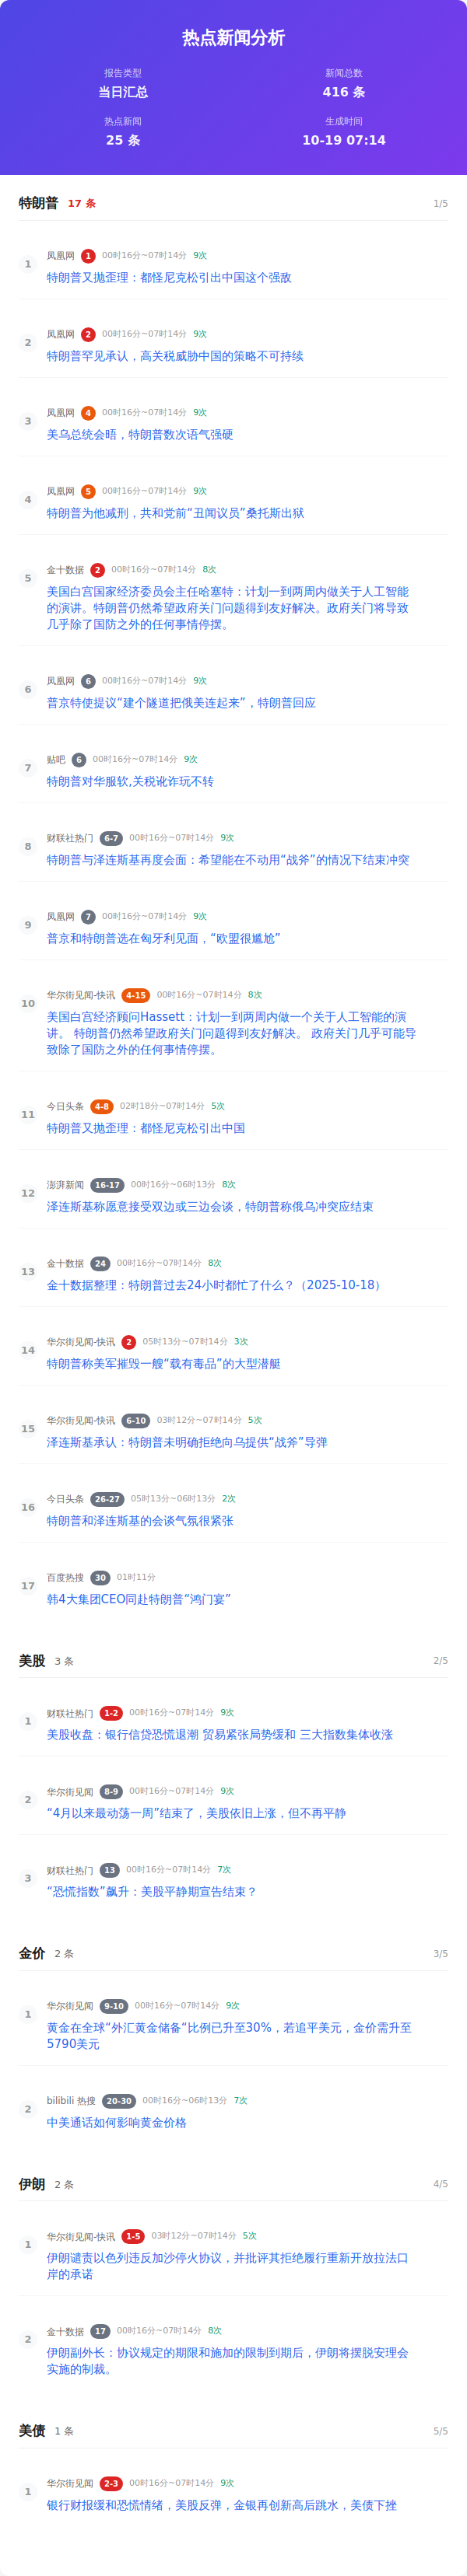 热点新闻分析
报告类型
当日汇总
新闻总数
416 条
热点新闻
25 条
生成时间
10-19 07:14
特朗普 17 条 1/5
1
凤凰网 1 00时16分~07时14分 9次
特朗普又抛歪理：都怪尼克松引出中国这个强敌
2
凤凰网 2 00时16分~07时14分 9次
特朗普罕见承认，高关税威胁中国的策略不可持续
3
凤凰网 4 00时16分~07时14分 9次
美乌总统会晤，特朗普数次语气强硬
4
凤凰网 5 00时16分~07时14分 9次
特朗普为他减刑，共和党前“丑闻议员”桑托斯出狱
5
金十数据 2 00时16分~07时14分 8次
美国白宫国家经济委员会主任哈塞特：计划一到两周内做关于人工智能
的演讲。特朗普仍然希望政府关门问题得到友好解决。政府关门将导致
几乎除了国防之外的任何事情停摆。
6
凤凰网 6 00时16分~07时14分 9次
普京特使提议“建个隧道把俄美连起来”，特朗普回应
7
贴吧 6 00时16分~07时14分 9次
特朗普对华服软,关税讹诈玩不转
8
财联社热门 6-7 00时16分~07时14分 9次
特朗普与泽连斯基再度会面：希望能在不动用“战斧”的情况下结束冲突
9
凤凰网 7 00时16分~07时14分 9次
普京和特朗普选在匈牙利见面，“欧盟很尴尬”
10
华尔街见闻-快讯 4-15 00时16分~07时14分 8次
美国白宫经济顾问Hassett：计划一到两周内做一个关于人工智能的演
讲。 特朗普仍然希望政府关门问题得到友好解决。 政府关门几乎可能导
致除了国防之外的任何事情停摆。
11
今日头条 4-8 02时18分~07时14分 5次
特朗普又抛歪理：都怪尼克松引出中国
12
澎湃新闻 16-17 00时16分~06时13分 8次
泽连斯基称愿意接受双边或三边会谈，特朗普称俄乌冲突应结束
13
金十数据 24 00时16分~07时14分 8次
金十数据整理：特朗普过去24小时都忙了什么？（2025-10-18）
14
华尔街见闻-快讯 2 05时13分~07时14分 3次
特朗普称美军摧毁一艘“载有毒品”的大型潜艇
15
华尔街见闻-快讯 6-10 03时12分~07时14分 5次
泽连斯基承认：特朗普未明确拒绝向乌提供“战斧”导弹
16
今日头条 26-27 05时13分~06时13分 2次
特朗普和泽连斯基的会谈气氛很紧张
17
百度热搜 30 01时11分
韩4大集团CEO同赴特朗普“鸿门宴”
美股 3 条 2/5
1
财联社热门 1-2 00时16分~07时14分 9次
美股收盘：银行信贷恐慌退潮 贸易紧张局势缓和 三大指数集体收涨
2
华尔街见闻 8-9 00时16分~07时14分 9次
“4月以来最动荡一周”结束了，美股依旧上涨，但不再平静
3
财联社热门 13 00时16分~07时14分 7次
“恐慌指数”飙升：美股平静期宣告结束？
金价 2 条 3/5
1
华尔街见闻 9-10 00时16分~07时14分 9次
黄金在全球“外汇黄金储备“比例已升至30%，若追平美元，金价需升至
5790美元
2
bilibili 热搜 20-30 00时16分~06时13分 7次
中美通话如何影响黄金价格
伊朗 2 条 4/5
1
华尔街见闻-快讯 1-5 03时12分~07时14分 5次
伊朗谴责以色列违反加沙停火协议，并批评其拒绝履行重新开放拉法口
岸的承诺
2
金十数据 17 00时16分~07时14分 8次
伊朗副外长：协议规定的期限和施加的限制到期后，伊朗将摆脱安理会
实施的制裁。
美债 1 条 5/5
1
华尔街见闻 2-3 00时16分~07时14分 9次
银行财报缓和恐慌情绪，美股反弹，金银再创新高后跳水，美债下挫